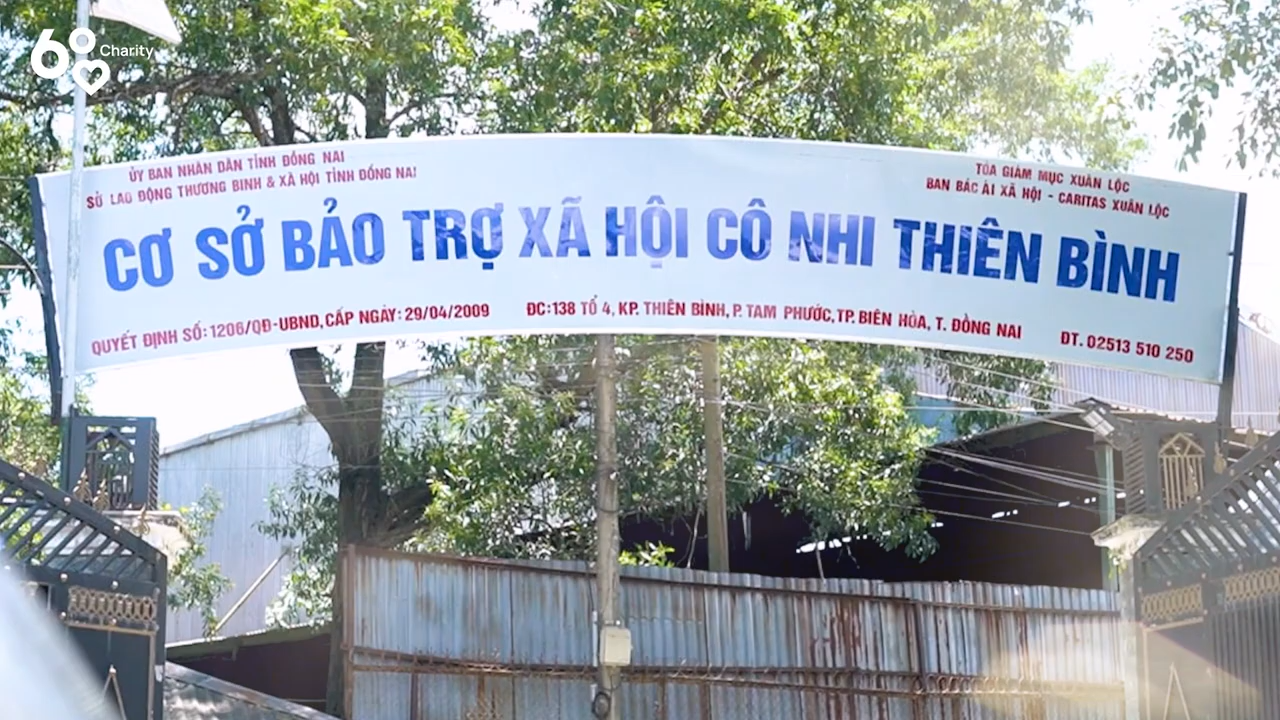 68 Charity
ỦY BAN NHÂN DÂN TỈNH ĐỒNG NAI
SỞ LAO ĐỘNG THƯƠNG BINH & XÃ HỘI TỈNH ĐỒNG NAI
TÒA GIÁM MỤC XUÂN LỘC
BAN BÁC ÁI XÃ HỘI - CARITAS XUÂN LỘC
CƠ SỞ BẢO TRỢ XÃ HỘI CÔ NHI THIÊN BÌNH
QUYẾT ĐỊNH SỐ: 1206/QĐ-UBND, CẤP NGÀY: 29/04/2009
ĐC: 138 TỔ 4, KP. THIÊN BÌNH, P. TAM PHƯỚC, TP. BIÊN HÒA, T. ĐỒNG NAI
ĐT. 02513 510 250